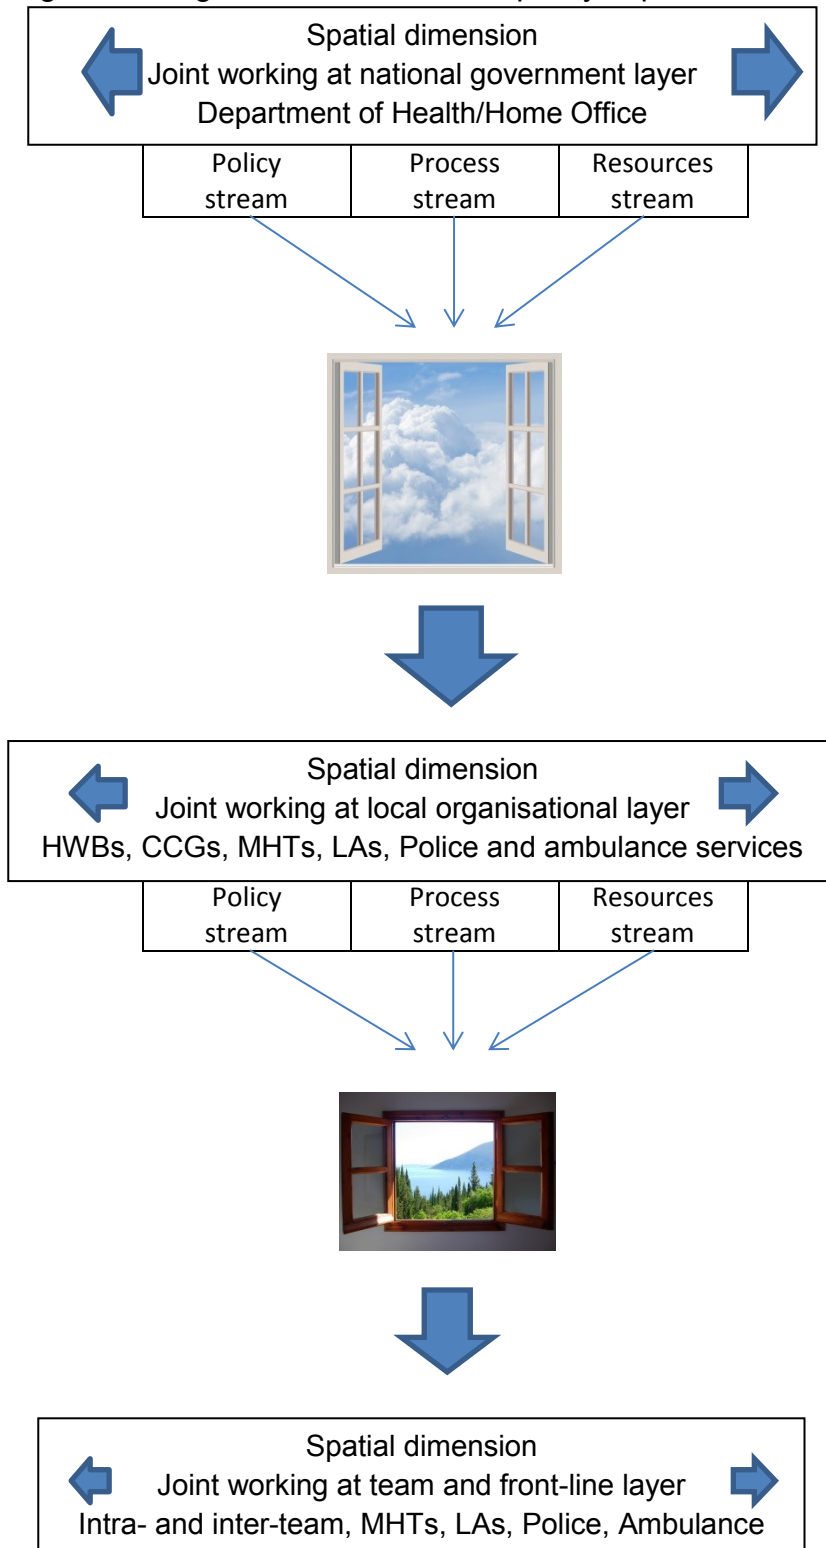 Spatial dimension
Joint working at national government layer
Department of Health/Home Office
Policy stream
Process stream
Resources stream
Spatial dimension
Joint working at local organisational layer
HWBs, CCGs, MHTs, LAs, Police and ambulance services
Policy stream
Process stream
Resources stream
Spatial dimension
Joint working at team and front-line layer
Intra- and inter-team, MHTs, LAs, Police, Ambulance